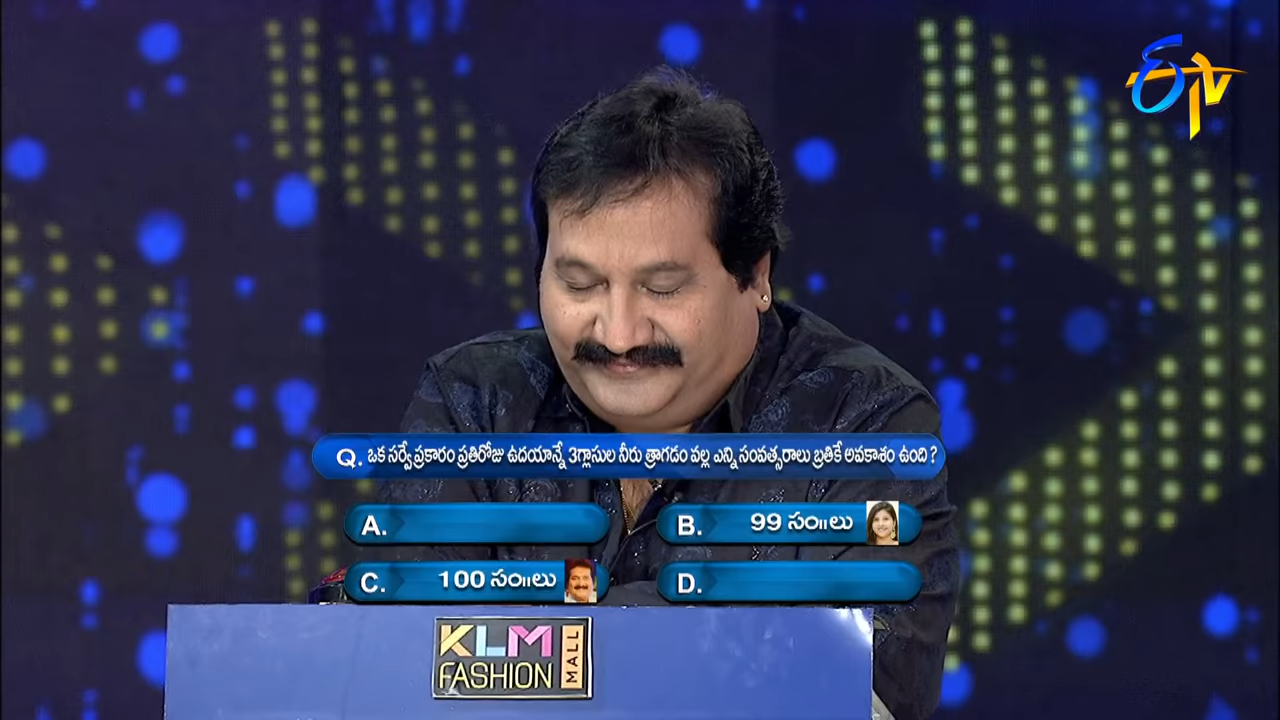 ETV
Q. ఒక సర్వే ప్రకారం ప్రతిరోజు ఉదయాన్నే 3గ్లాసుల నీరు త్రాగడం వల్ల ఎన్ని సంవత్సరాలు బ్రతికే అవకాశం ఉంది ?
A.
B. 99 సం॥లు
C. 100 సం॥లు
D.
KLM
FASHION
MALL